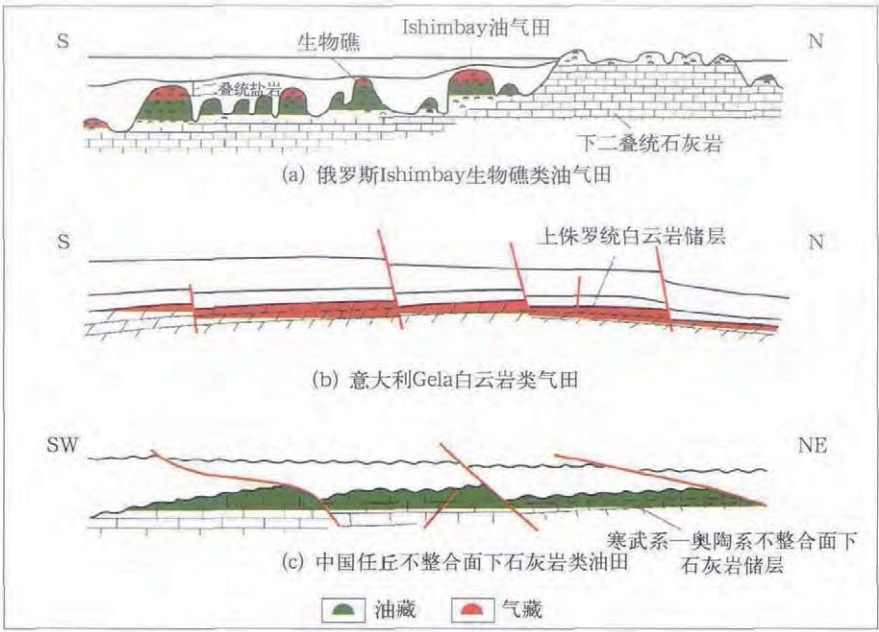 S
生物礁
Ishimbay油气田
N
上二叠统盐岩
下二叠统石灰岩
(a) 俄罗斯Ishimbay生物礁类油气田
S
上侏罗统白云岩储层
N
(b) 意大利Gela白云岩类气田
SW
NE
寒武系—奥陶系不整合面下
石灰岩储层
(c) 中国任丘不整合面下石灰岩类油田
油藏
气藏